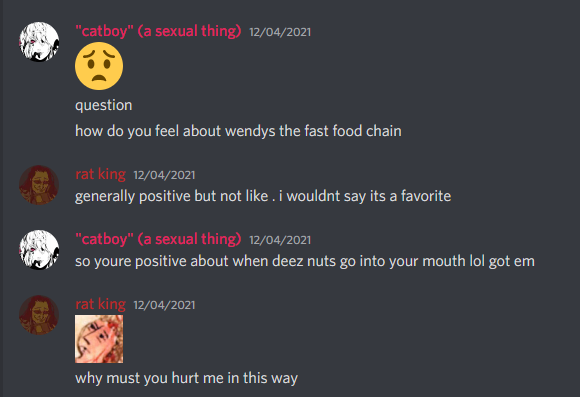 "catboy" (a sexual thing) 12/04/2021
question
how do you feel about wendys the fast food chain
rat king 12/04/2021
generally positive but not like . i wouldnt say its a favorite
"catboy" (a sexual thing) 12/04/2021
so youre positive about when deez nuts go into your mouth lol got em
rat king 12/04/2021
why must you hurt me in this way